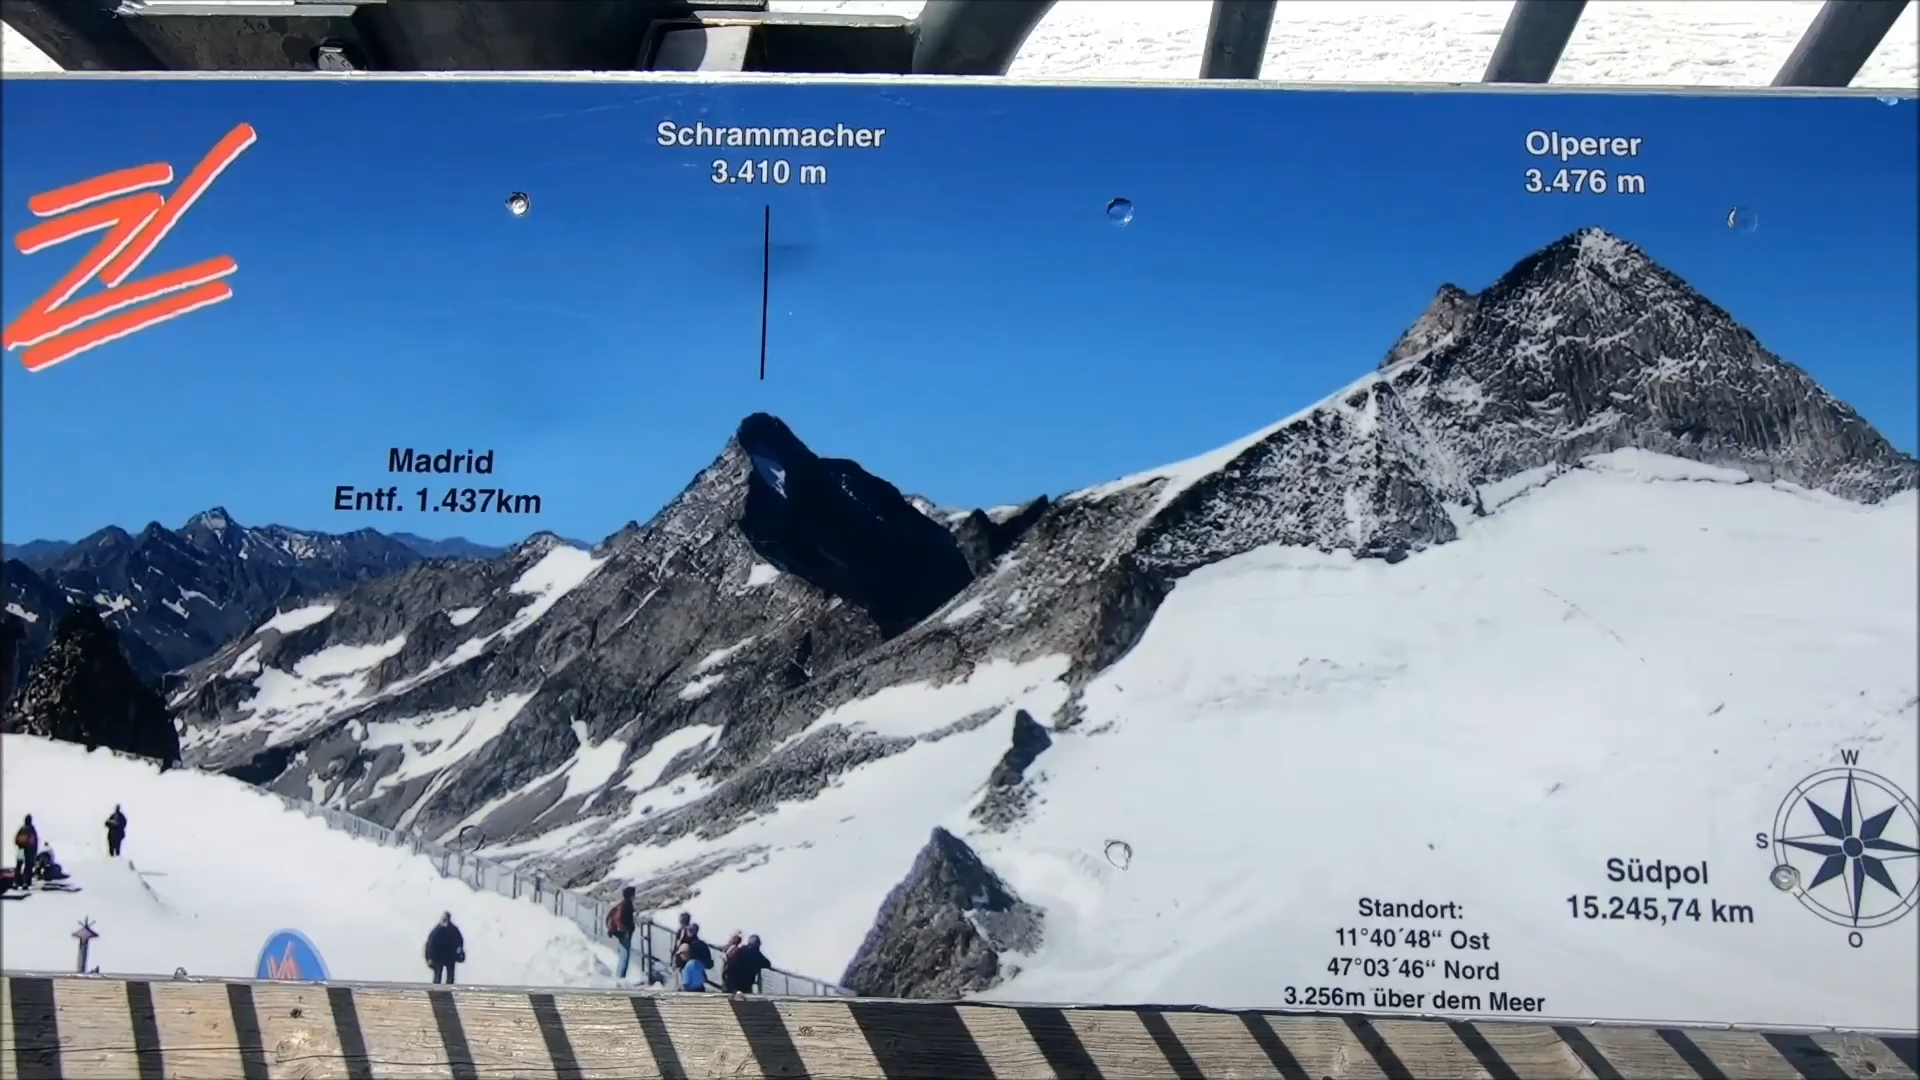 Schrammacher
3.410 m
Olperer
3.476 m
Madrid
Entf. 1.437km
W
S
O
Südpol
15.245,74 km
Standort:
11°40´48“ Ost
47°03´46“ Nord
3.256m über dem Meer